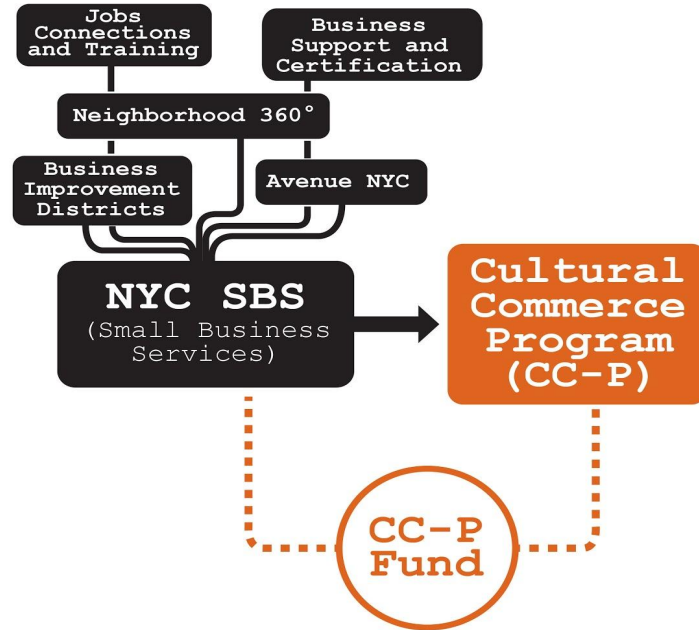 Jobs
Connections
and Training
Business
Support and
Certification
Neighborhood 360°
Business
Improvement
Districts
Avenue NYC
NYC SBS
(Small Business
Services)
Cultural
Commerce
Program
(CC-P)
CC-P
Fund